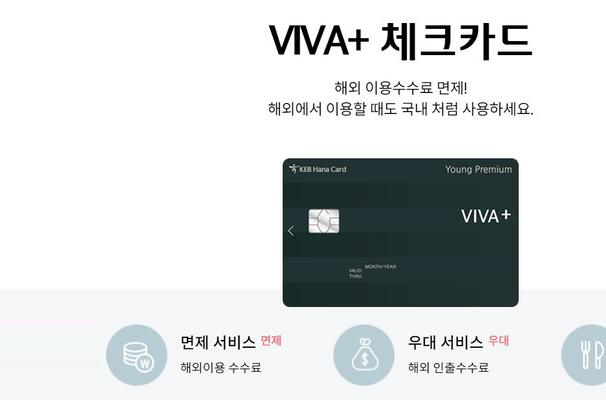 VIVA+ 체크카드
해외 이용수수료 면제!
해외에서 이용할 때도 국내 처럼 사용하세요.
KEB Hana Card
Young Premium
VIVA+
MONTH/YEAR
VALID
THRU
면제 서비스 면제
해외이용 수수료
우대 서비스 우대
해외 인출수수료